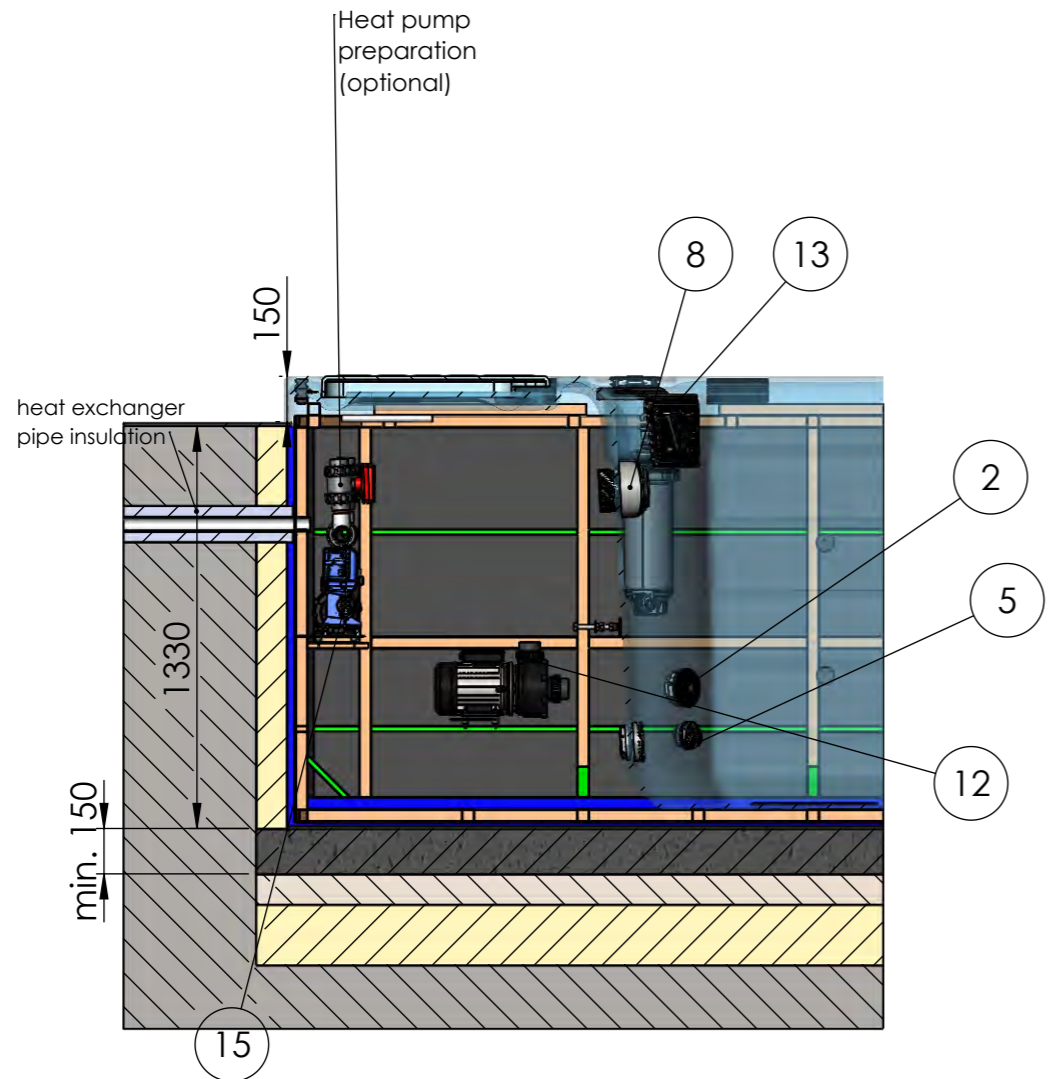 Heat pump
preparation
(optional)
8
13
150
heat exchanger
pipe insulation
2
5
1330
12
min. 150
15